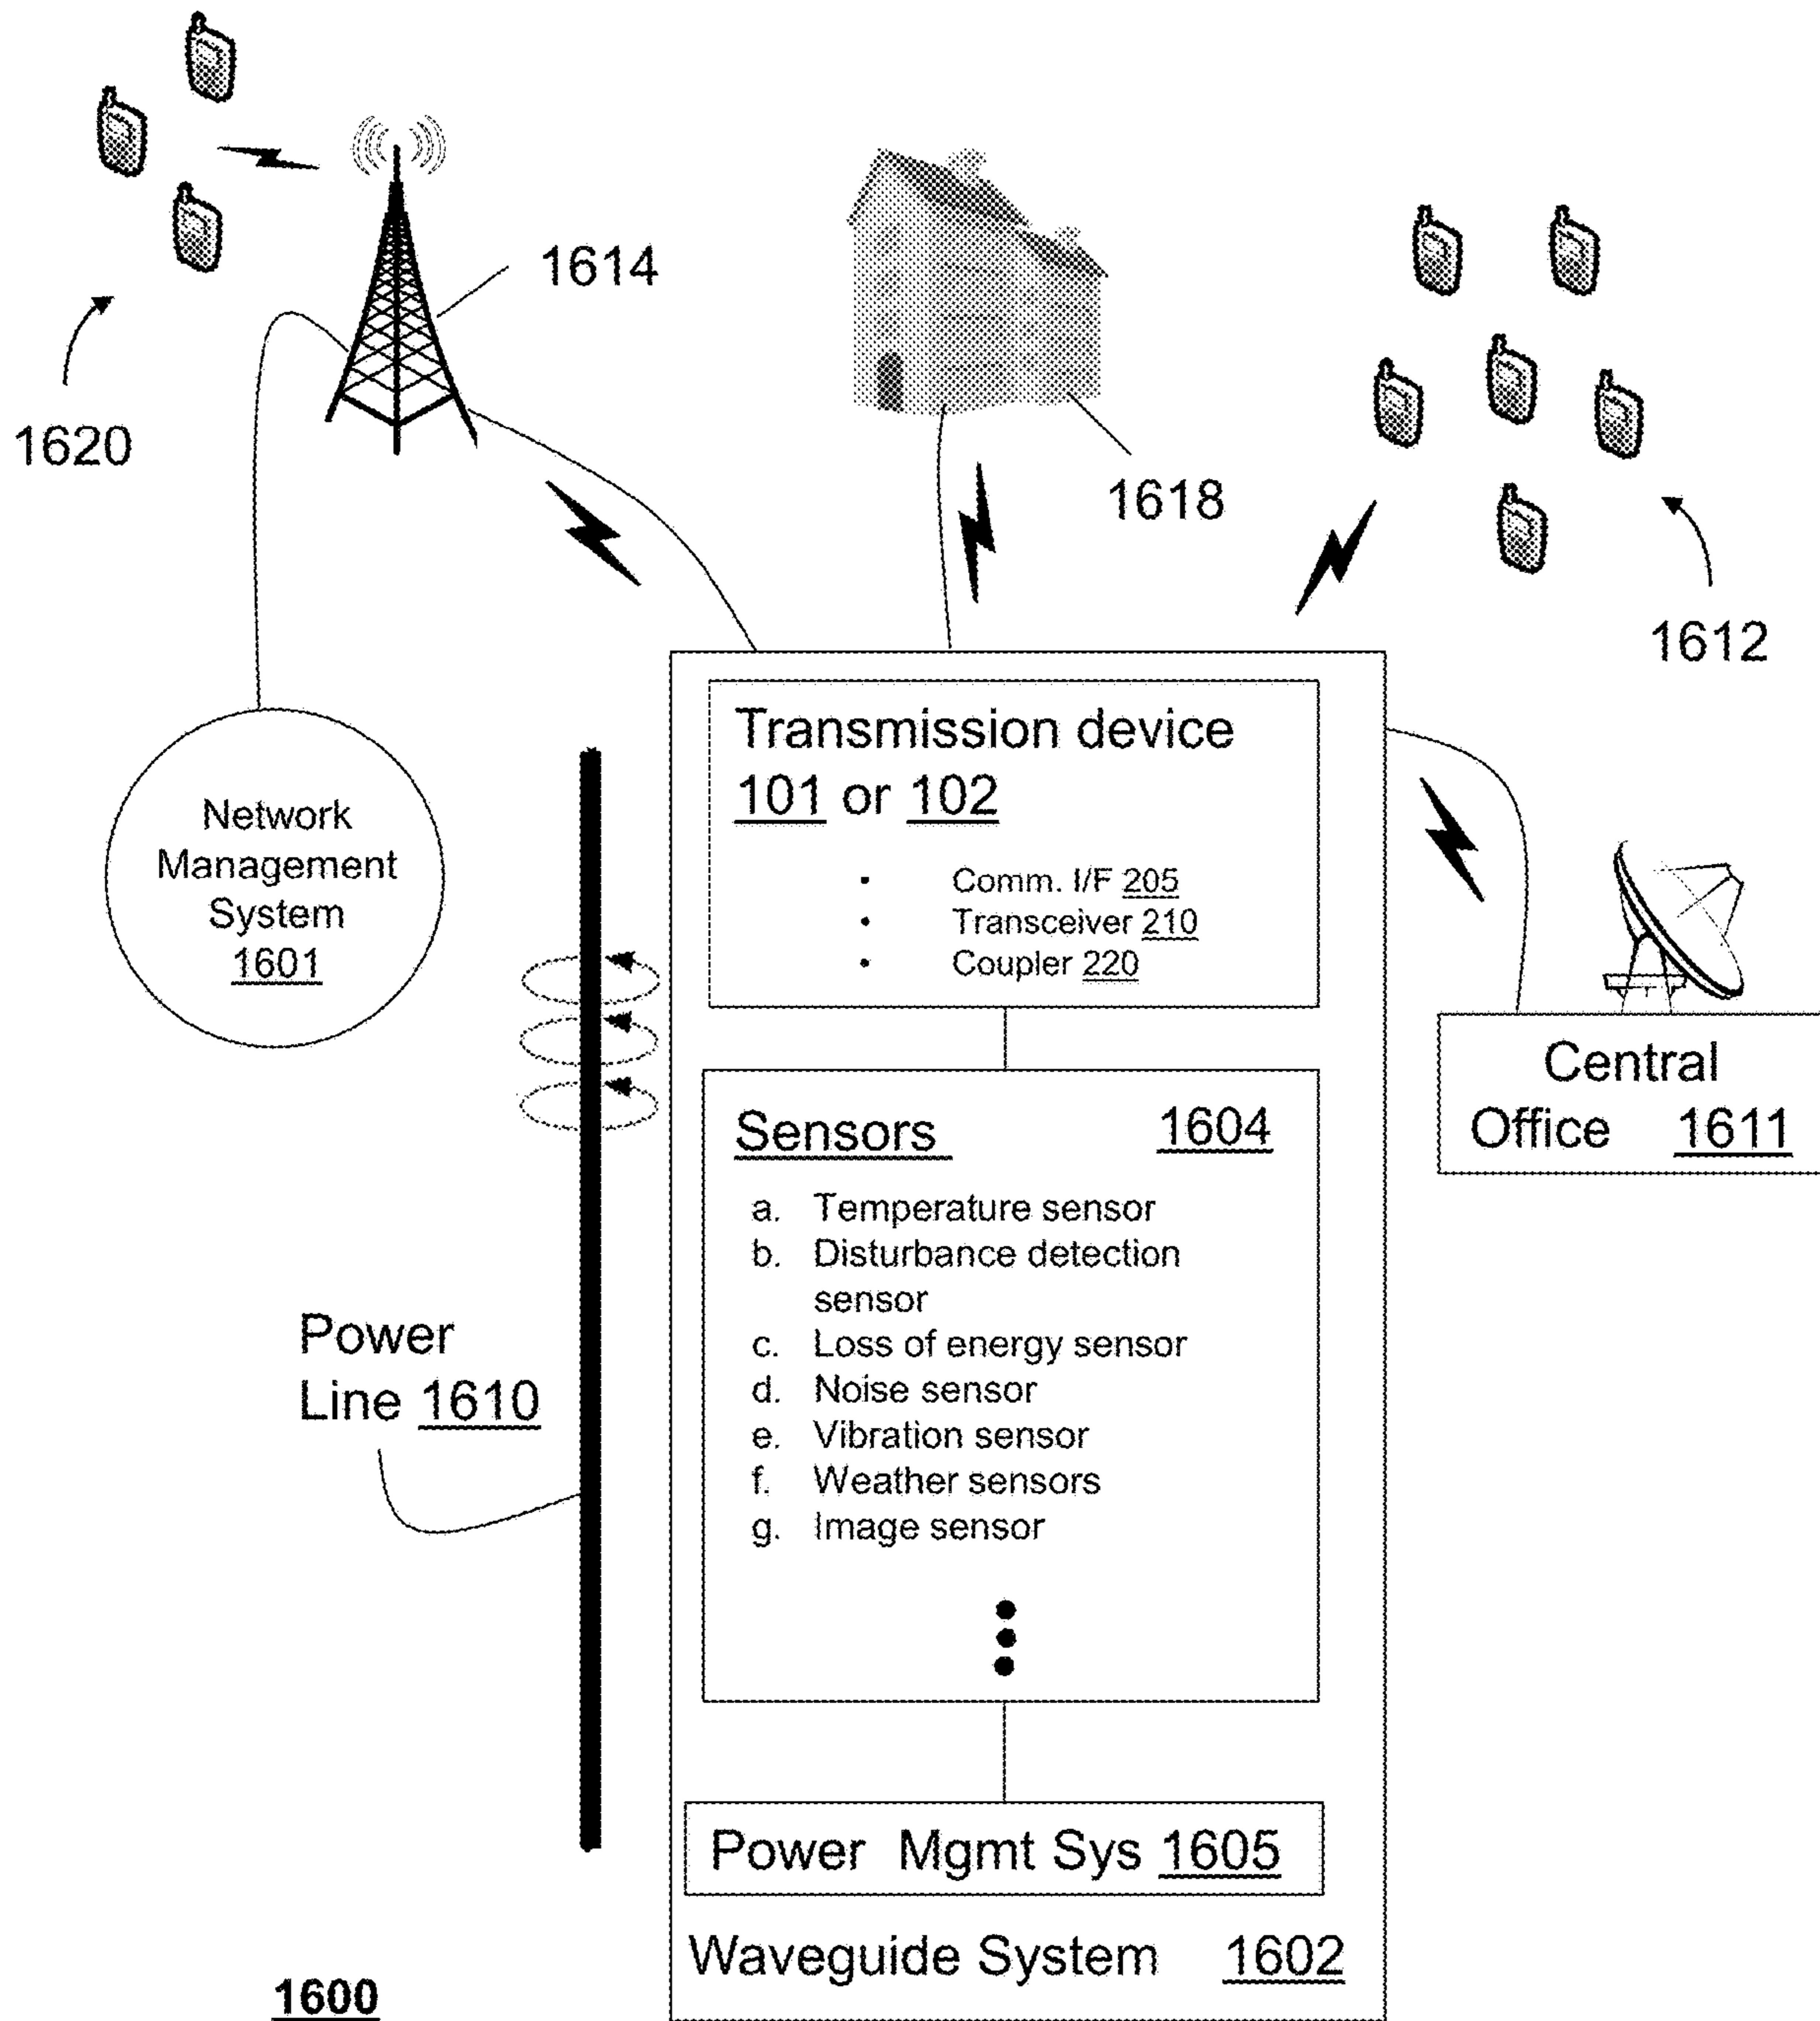 1614
1620
1618
1612
Network
Management
System
1601
Transmission device
101 or 102
• Comm. I/F 205
• Transceiver 210
• Coupler 220
Central
Office 1611
Sensors 1604
a. Temperature sensor
b. Disturbance detection
sensor
c. Loss of energy sensor
d. Noise sensor
e. Vibration sensor
f. Weather sensors
g. Image sensor
Power
Line 1610
Power Mgmt Sys 1605
Waveguide System 1602
1600